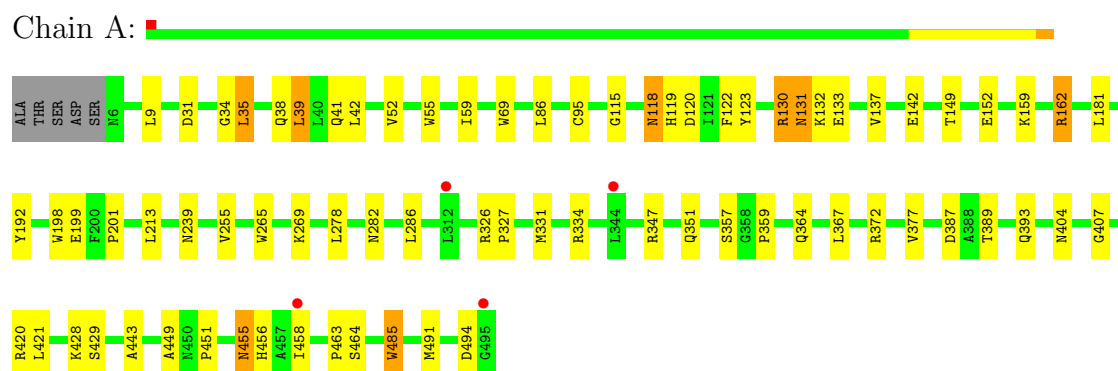 Chain A:
ALA THR SER ASP SER N6 L9 D31 G34 L35 Q38 L39 L40 Q41 L42 V52 W55 I59 W69 L86 C95 G115 N118 H119 D120 I121 F122 Y123 R130 N131 K132 E133 V137 E142 T149 E152 K159 R162 L181
Y192 W198 E199 F200 P201 L213 N239 V255 W265 K269 L278 N282 L286 L312 R326 P327 M331 R334 L344 R347 Q351 S357 G358 P359 Q364 L367 R372 V377 D387 A388 T389 Q393 N404 G407
R420 L421 K428 S429 A443 A449 N450 P451 N455 H456 A457 I458 P463 S464 W485 M491 D494 G495